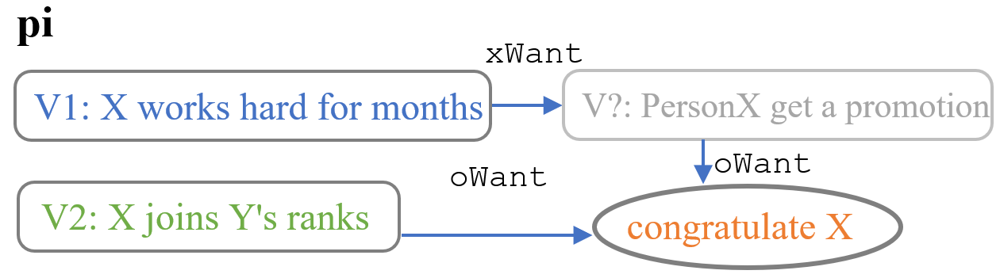 pi
xWant
V1: X works hard for months
V?: PersonX get a promotion
oWant
oWant
V2: X joins Y's ranks
congratulate X